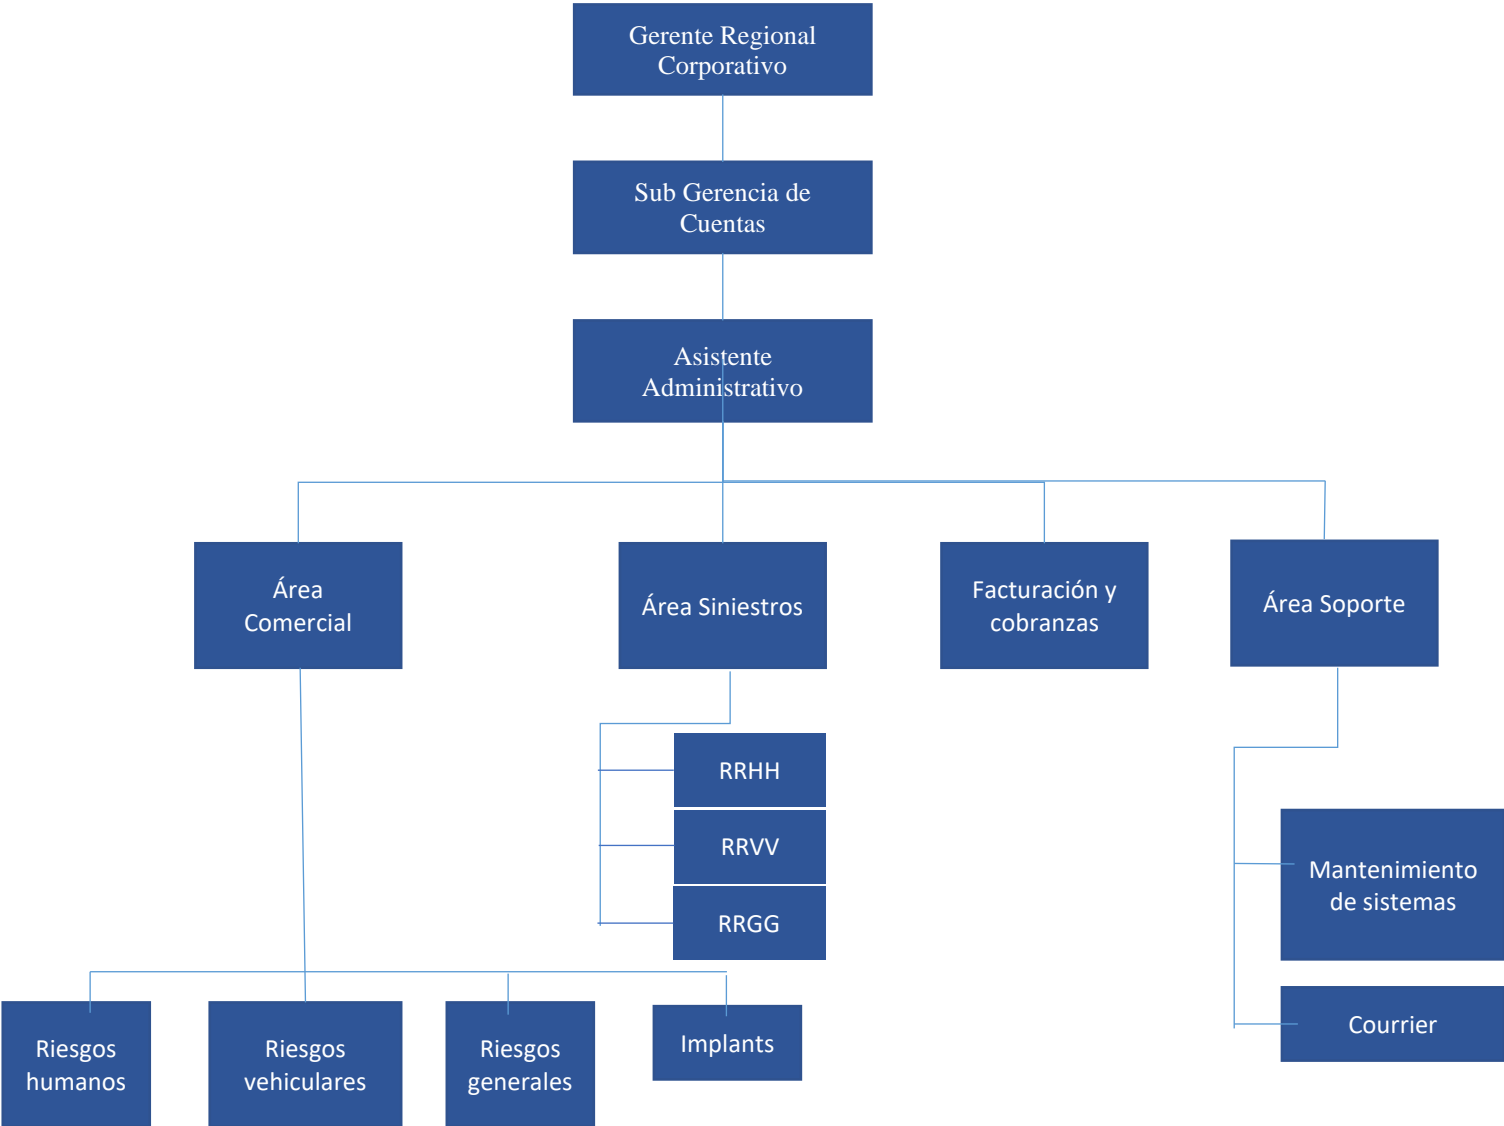 Gerente Regional
Corporativo
Sub Gerencia de
Cuentas
Asistente
Administrativo
Área
Comercial
Área Siniestros
Facturación y
cobranzas
Área Soporte
RRHH
RRVV
RRGG
Mantenimiento
de sistemas
Courrier
Riesgos
humanos
Riesgos
vehiculares
Riesgos
generales
Implants